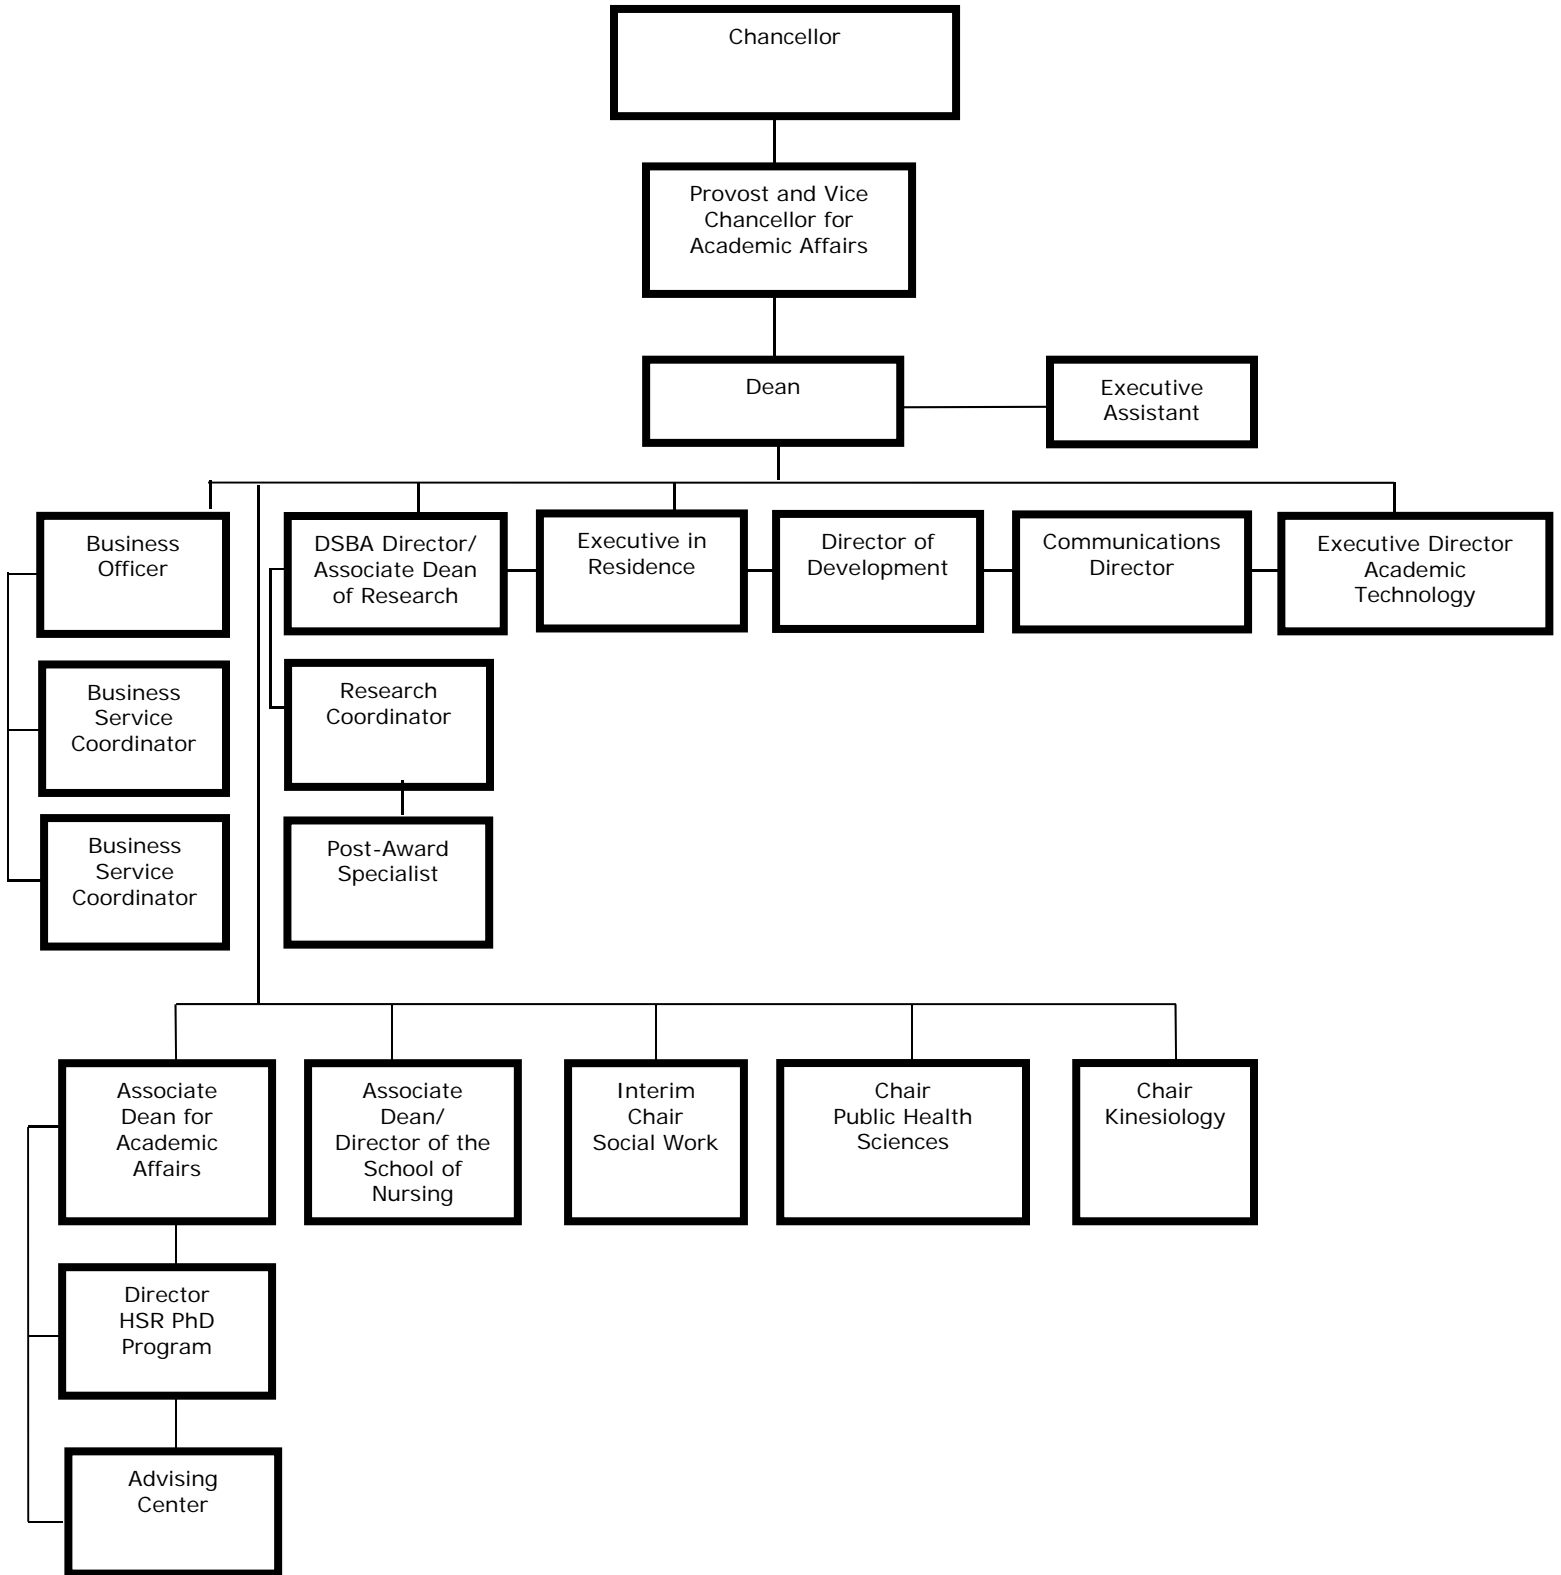 Chancellor
Provost and Vice
Chancellor for
Academic Affairs
Dean
Executive
Assistant
Business
Officer
DSBA Director/
Associate Dean
of Research
Executive in
Residence
Director of
Development
Communications
Director
Executive Director
Academic
Technology
Business
Service
Coordinator
Research
Coordinator
Business
Service
Coordinator
Post-Award
Specialist
Associate
Dean for
Academic
Affairs
Associate
Dean/
Director of the
School of
Nursing
Interim
Chair
Social Work
Chair
Public Health
Sciences
Chair
Kinesiology
Director
HSR PhD
Program
Advising
Center